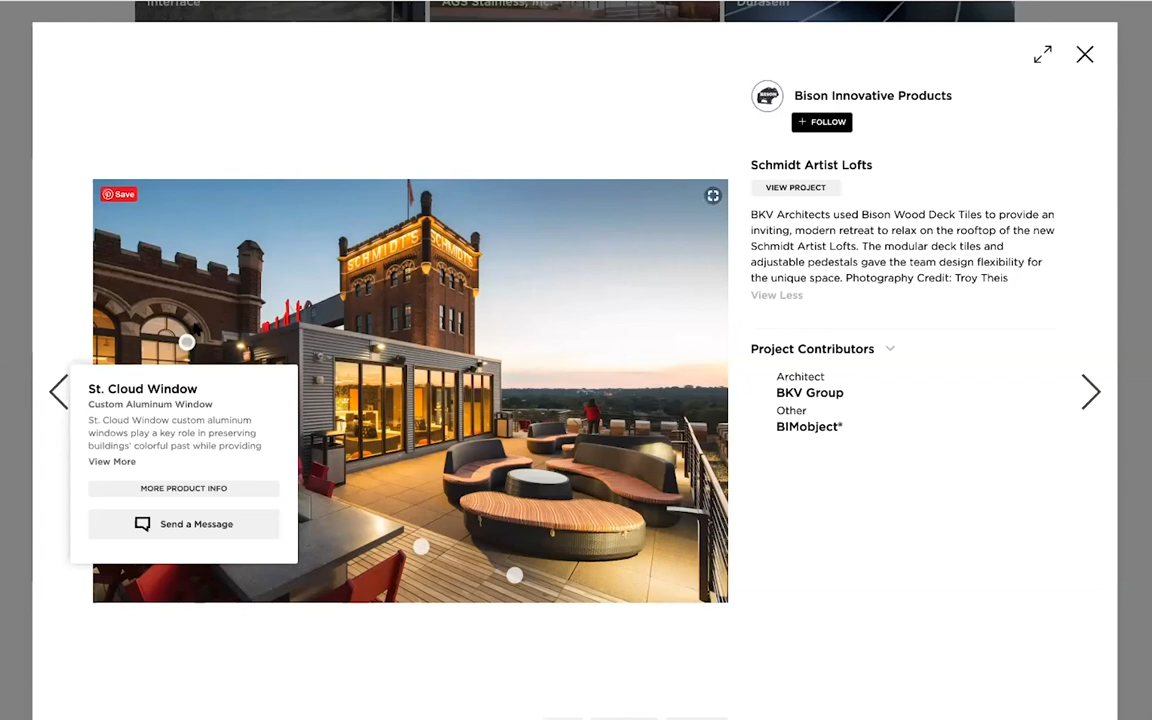 Interface
AGS Stainless, Inc.
Durasein
Bison Innovative Products
+ FOLLOW
Schmidt Artist Lofts
VIEW PROJECT
BKV Architects used Bison Wood Deck Tiles to provide an
inviting, modern retreat to relax on the rooftop of the new
Schmidt Artist Lofts. The modular deck tiles and
adjustable pedestals gave the team design flexibility for
the unique space. Photography Credit: Troy Theis
View Less
Project Contributors
Architect
BKV Group
Other
BIMobject®
Save
SCHMIDT'S
SCHMIDT'S
St. Cloud Window
Custom Aluminum Window
St. Cloud Window custom aluminum
windows play a key role in preserving
buildings' colorful past while providing
View More
MORE PRODUCT INFO
Send a Message